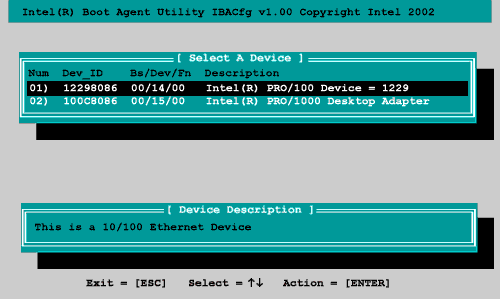 Intel(R) Boot Agent Utility IBACfg v1.00 Copyright Intel 2002
[ Select A Device ]
Num Dev_ID Bs/Dev/Fn Description
01) 12298086 00/14/00 Intel(R) PRO/100 Device = 1229
02) 100C8086 00/15/00 Intel(R) PRO/1000 Desktop Adapter
[ Device Description ]
This is a 10/100 Ethernet Device
Exit = [ESC] Select = ↑↓ Action = [ENTER]